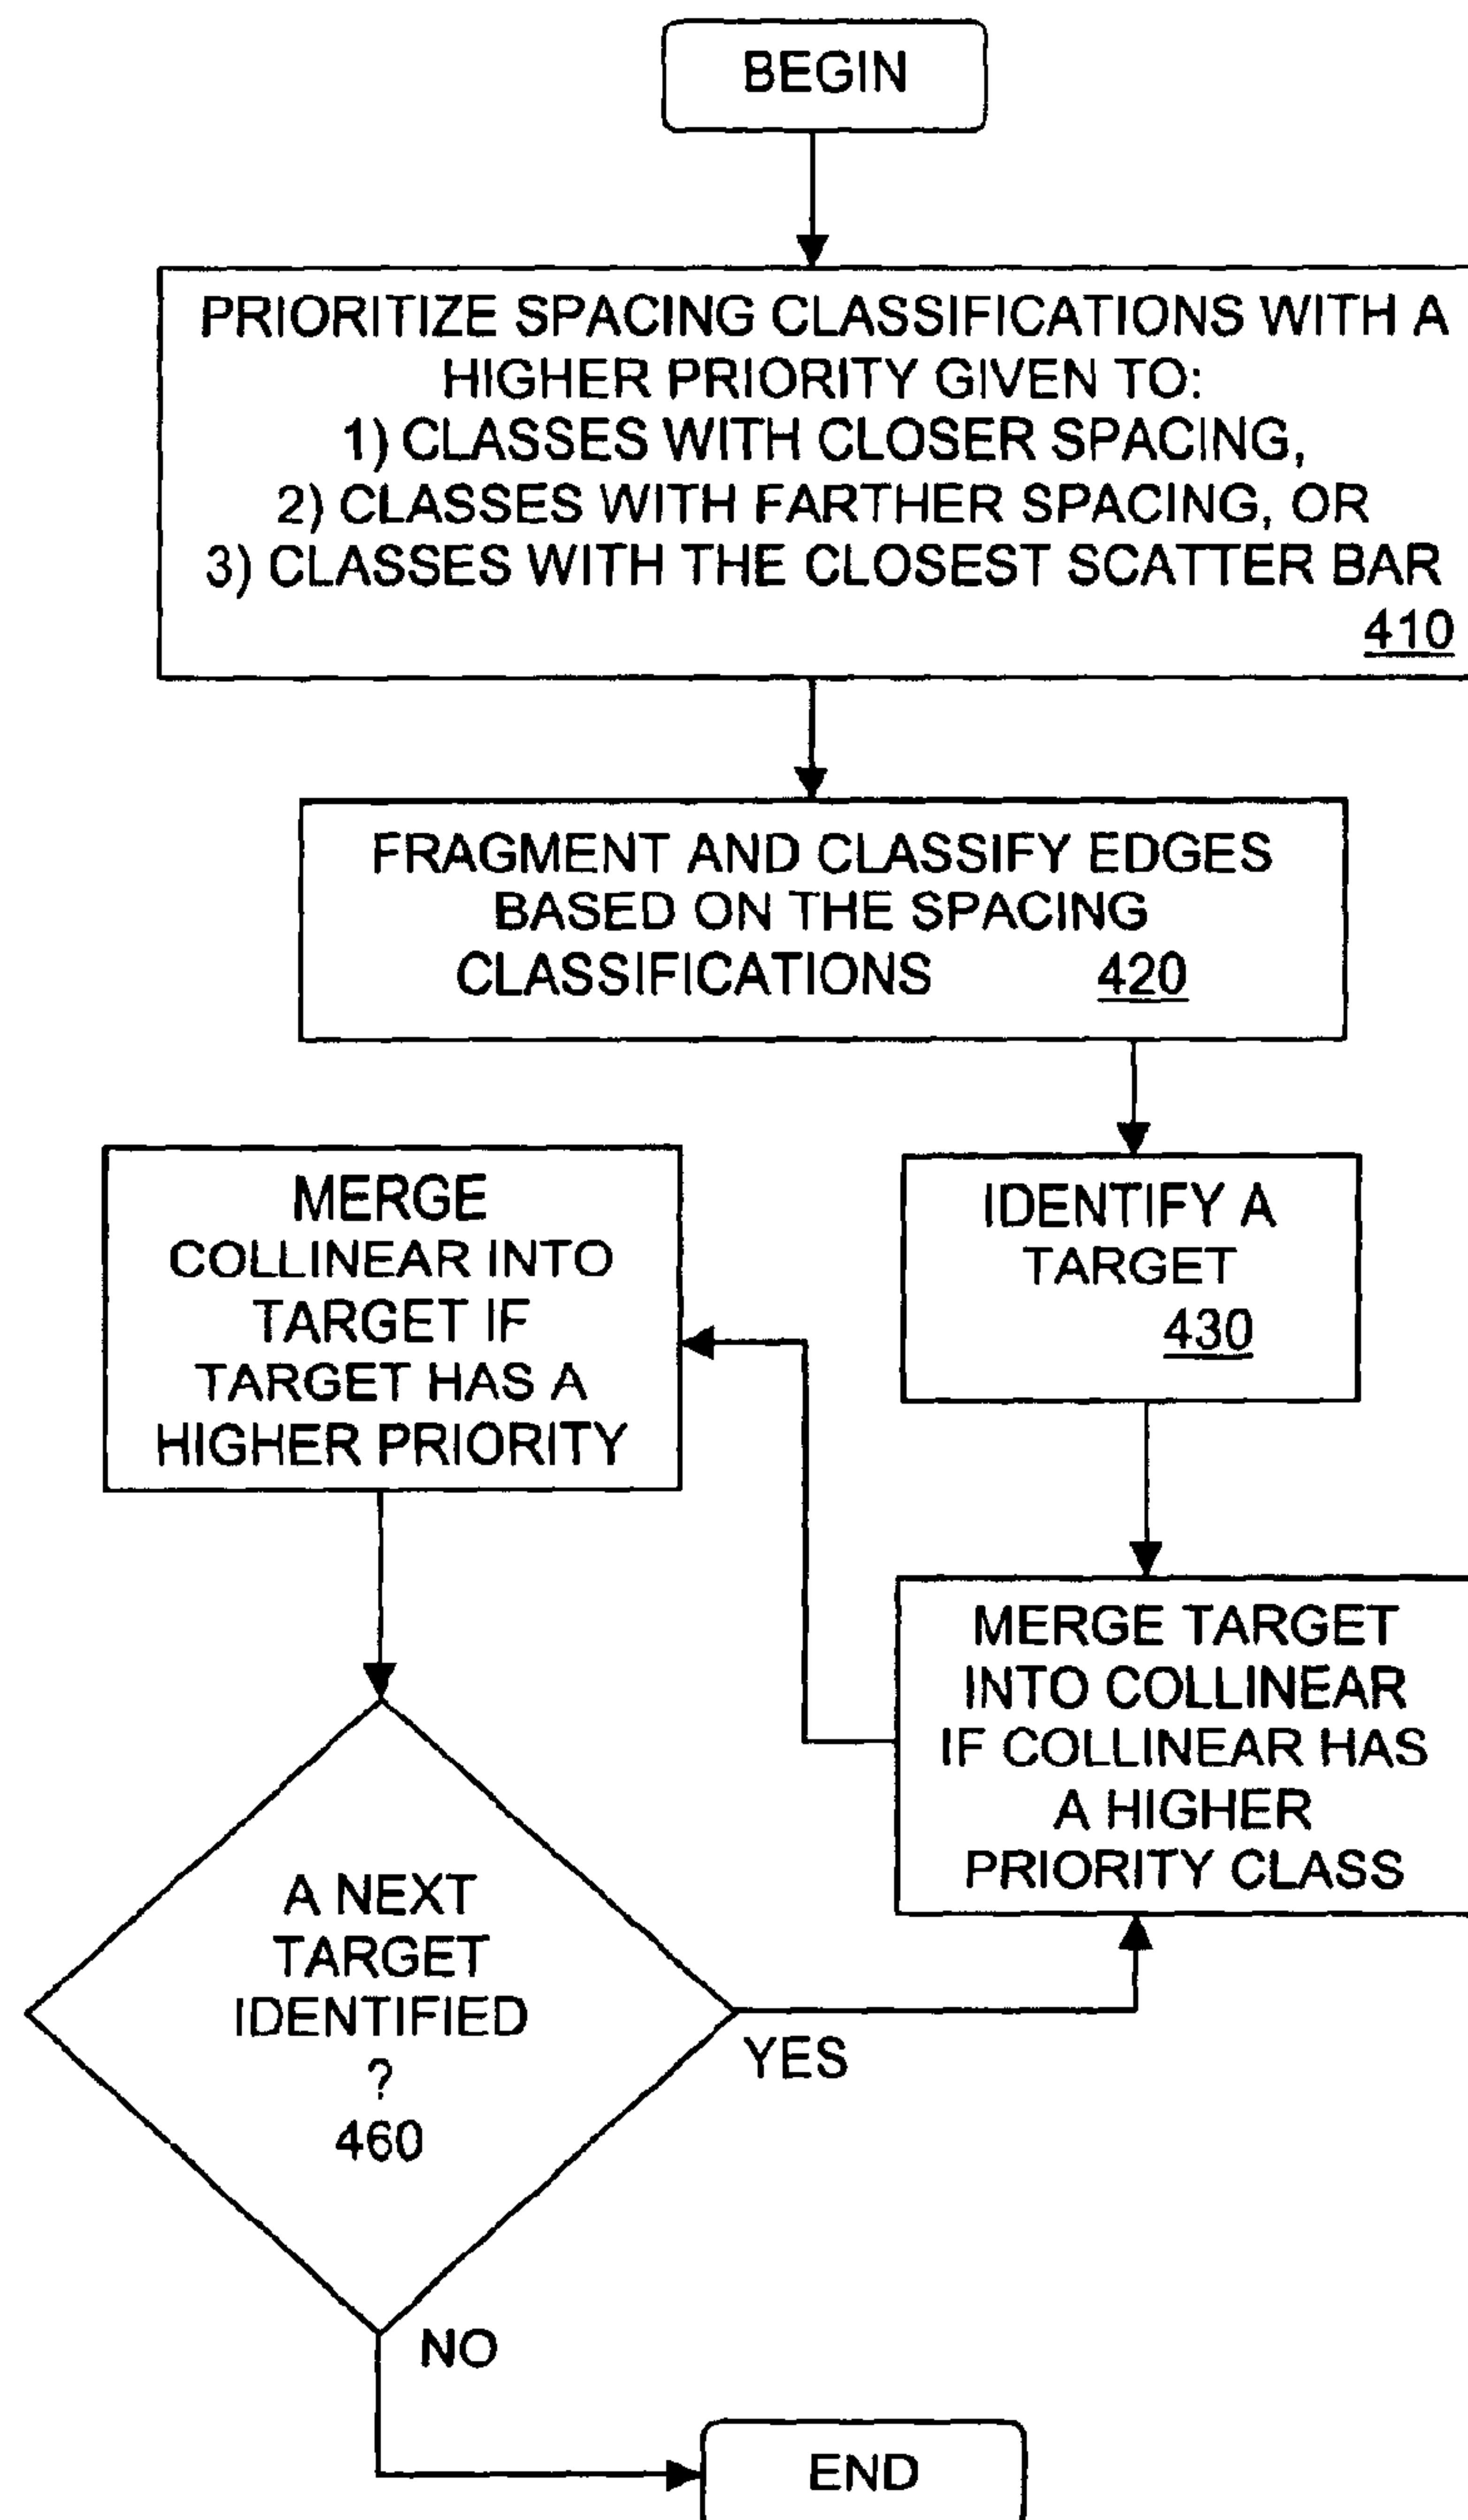 BEGIN
PRIORITIZE SPACING CLASSIFICATIONS WITH A
HIGHER PRIORITY GIVEN TO:
1) CLASSES WITH CLOSER SPACING,
2) CLASSES WITH FARTHER SPACING, OR
3) CLASSES WITH THE CLOSEST SCATTER BAR
410
FRAGMENT AND CLASSIFY EDGES
BASED ON THE SPACING
CLASSIFICATIONS 420
IDENTIFY A
TARGET
430
MERGE TARGET
INTO COLLINEAR
IF COLLINEAR HAS
A HIGHER
PRIORITY CLASS
MERGE
COLLINEAR INTO
TARGET IF
TARGET HAS A
HIGHER PRIORITY
A NEXT
TARGET
IDENTIFIED
?
460
YES
NO
END